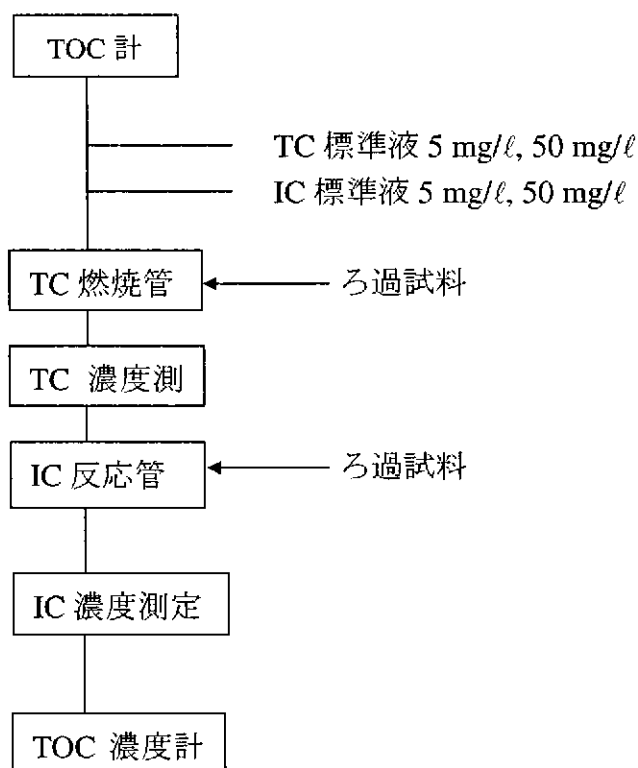 TOC 計
TC 標準液 5 mg/ℓ, 50 mg/ℓ
IC 標準液 5 mg/ℓ, 50 mg/ℓ
TC 燃焼管
ろ過試料
TC 濃度測
IC 反応管
ろ過試料
IC 濃度測定
TOC 濃度計